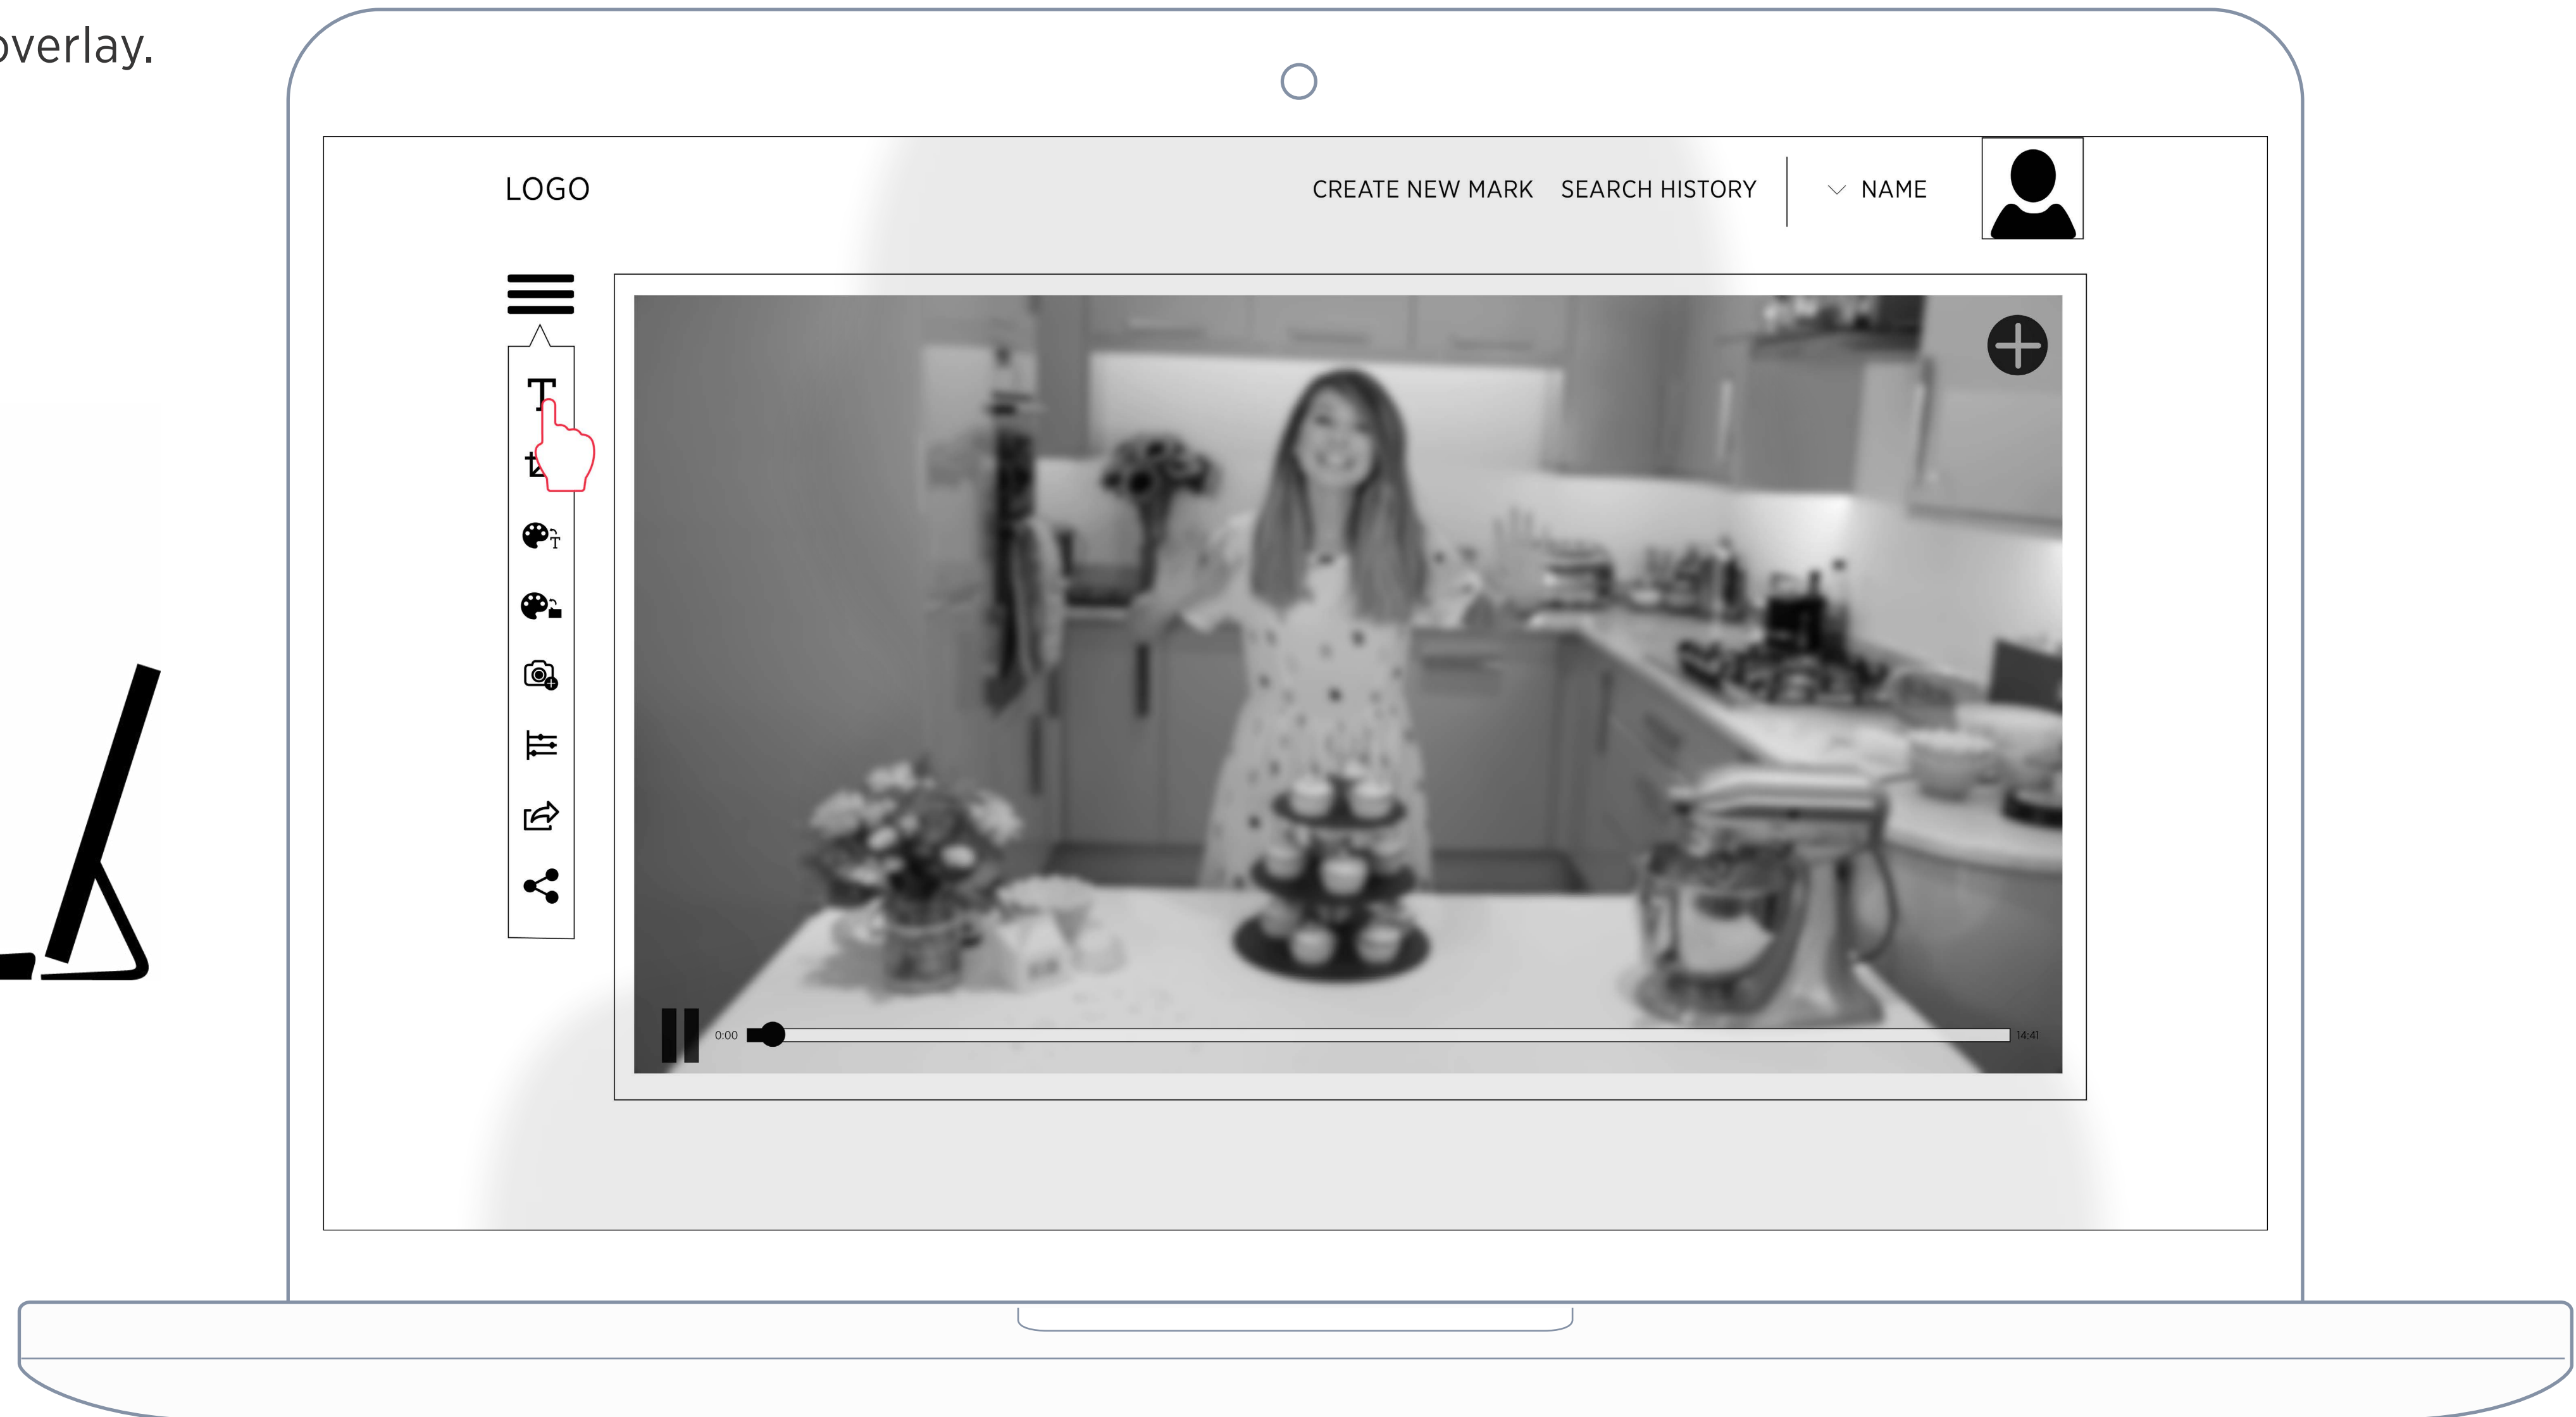 overlay.
LOGO
CREATE NEW MARK SEARCH HISTORY NAME
T
T
0:00 14:41